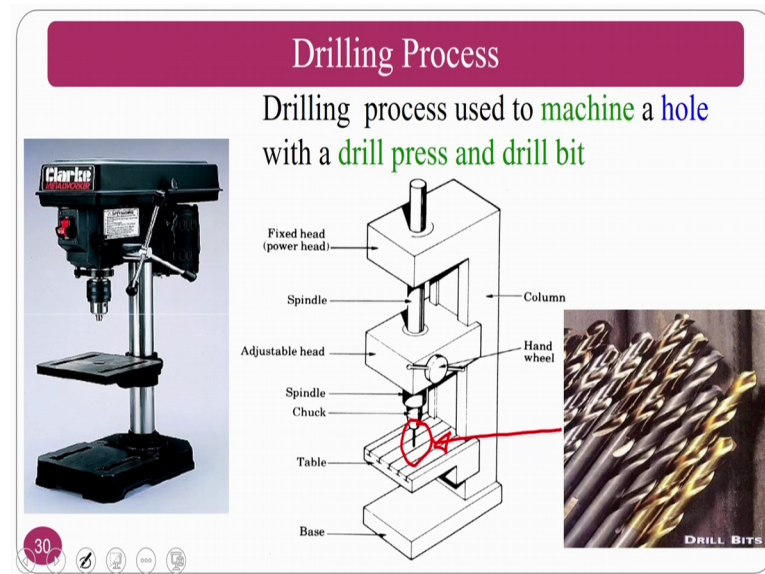 Drilling Process
Drilling process used to machine a hole
with a drill press and drill bit
Clarke
METALWORKER
Fixed head
(power head)
Spindle
Column
Adjustable head
Hand
wheel
Spindle
Chuck
Table
Base
DRILL BITS
30